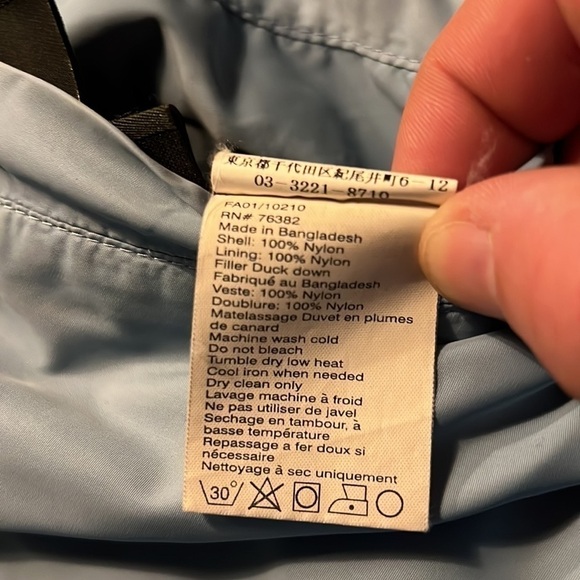 東京都千代田区紀尾井町6-12
03-3221-8710
FA01/10210
RN# 76382
Made in Bangladesh
Shell: 100% Nylon
Lining: 100% Nylon
Filler Duck down
Fabriqué au Bangladesh
Veste: 100% Nylon
Doublure: 100% Nylon
Matelassage Duvet en plumes
de canard
Machine wash cold
Do not bleach
Tumble dry low heat
Cool iron when needed
Dry clean only
Lavage machine à froid
Ne pas utiliser de javel
Sechage en tambour, à
basse température
Repassage a fer doux si
nécessaire
Nettoyage à sec uniquement
30°